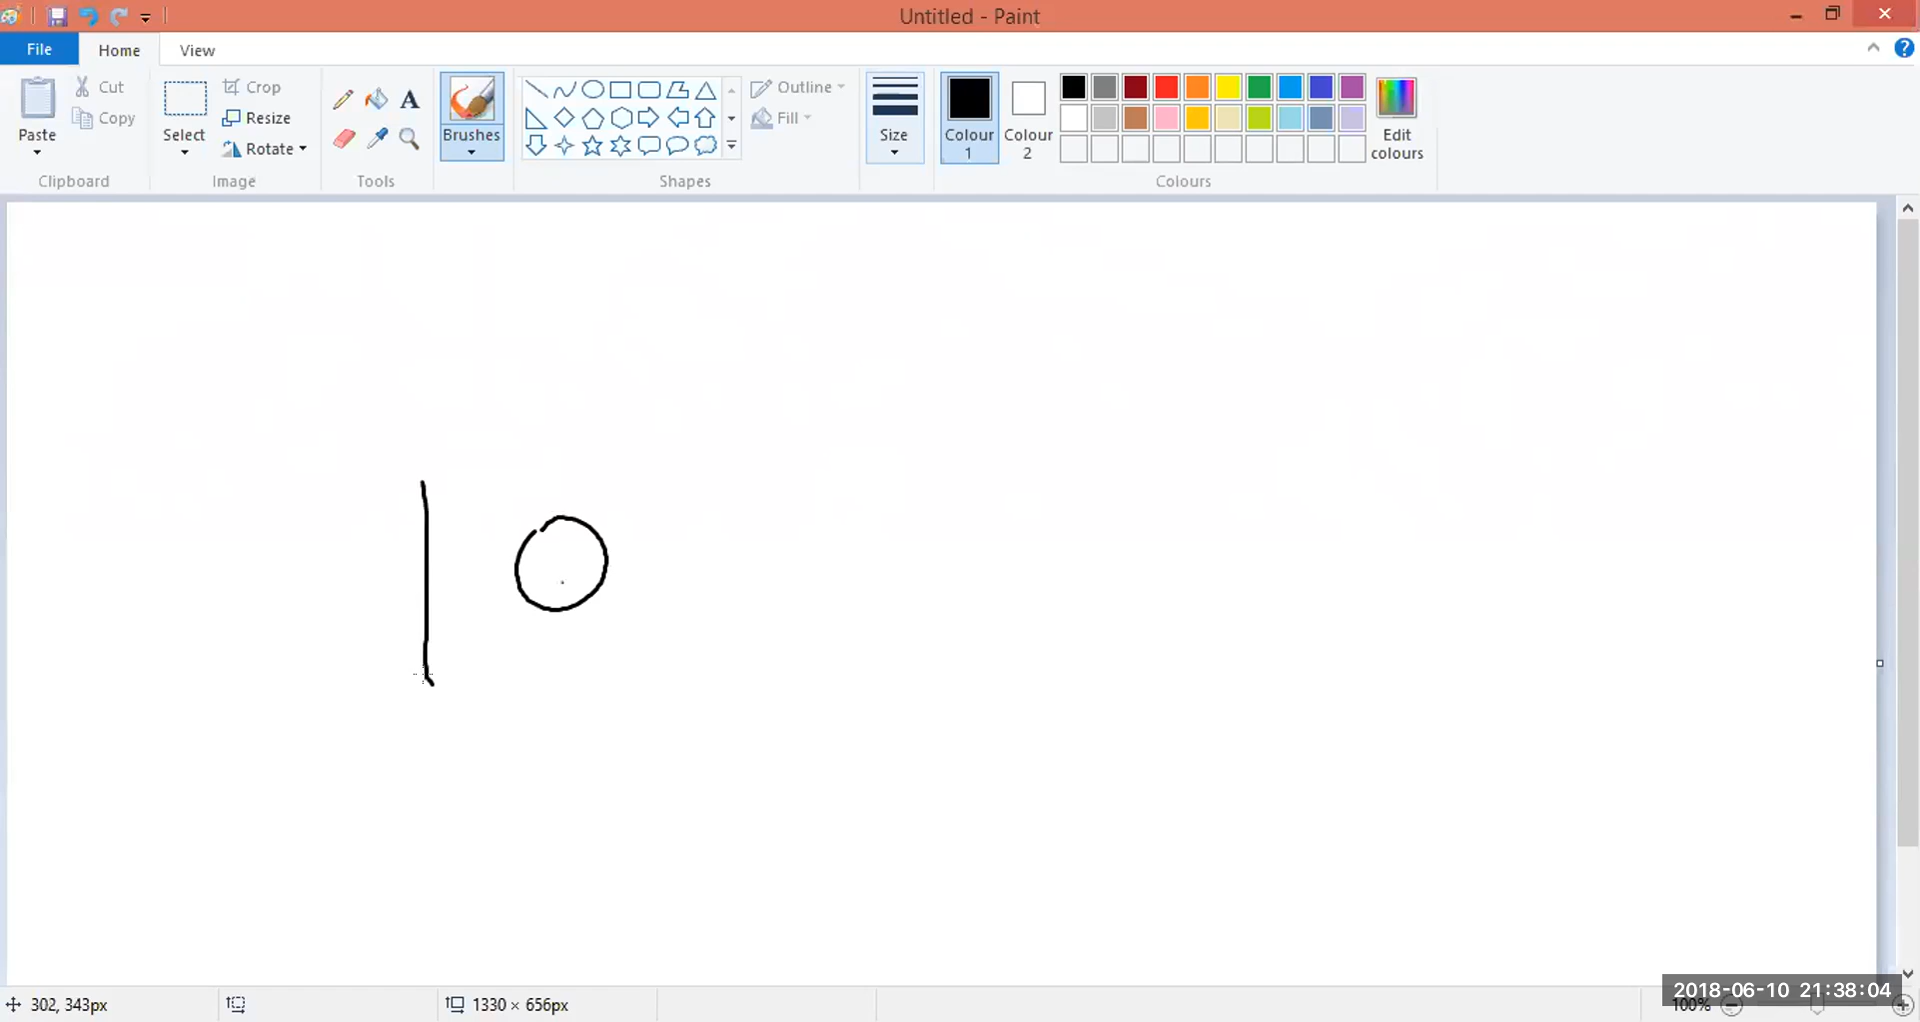 Untitled - Paint
File Home View
Paste Cut Copy Clipboard
Select Crop Resize Rotate Image
A
Tools
Brushes
Shapes
Outline
Fill
Size
Colour 1
Colour 2
Edit colours
Colours
302, 343px 1330 × 656px 100%
2018-06-10 21:38:04